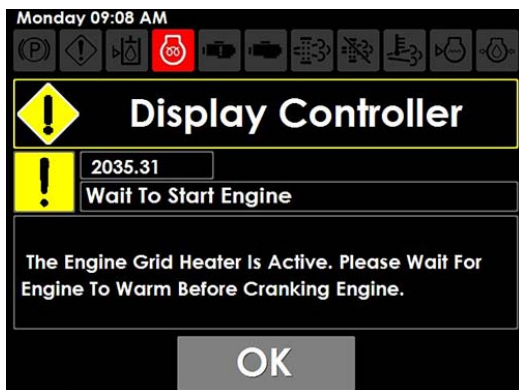 Monday 09:08 AM
Display Controller
2035.31
Wait To Start Engine
The Engine Grid Heater Is Active. Please Wait For
Engine To Warm Before Cranking Engine.
OK